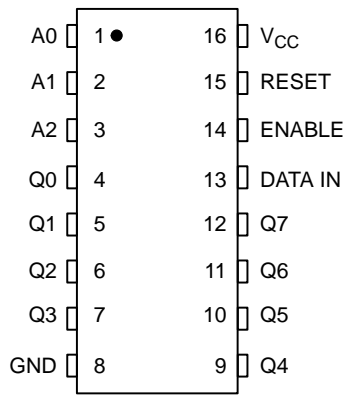 A0 1 16 VCC
A1 2 15 RESET
A2 3 14 ENABLE
Q0 4 13 DATA IN
Q1 5 12 Q7
Q2 6 11 Q6
Q3 7 10 Q5
GND 8 9 Q4